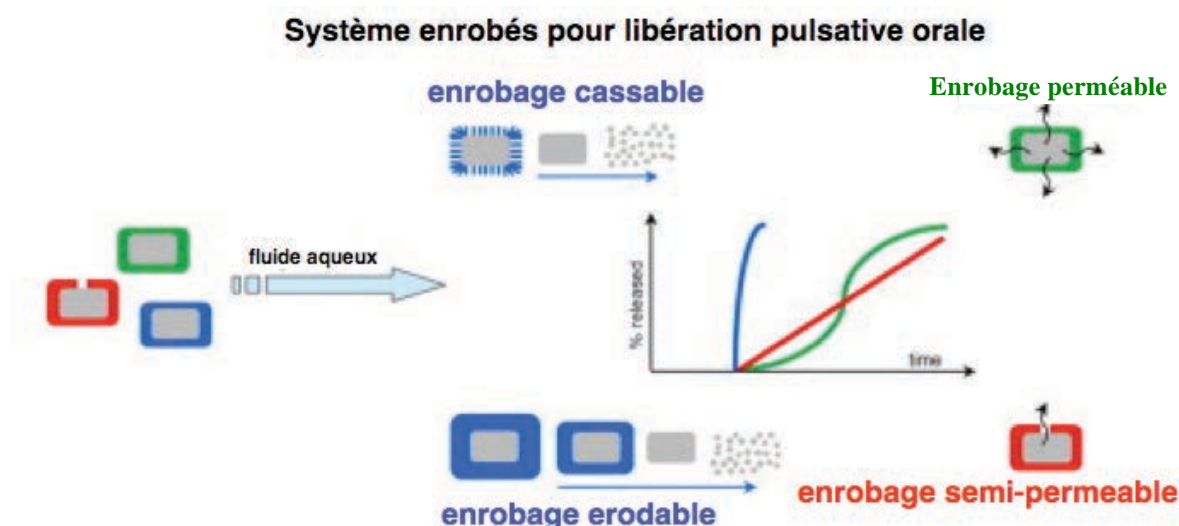 Système enrobés pour libération pulsative orale
enrobage cassable
Enrobage perméable
fluide aqueux
% released
time
enrobage erodable
enrobage semi-permeable